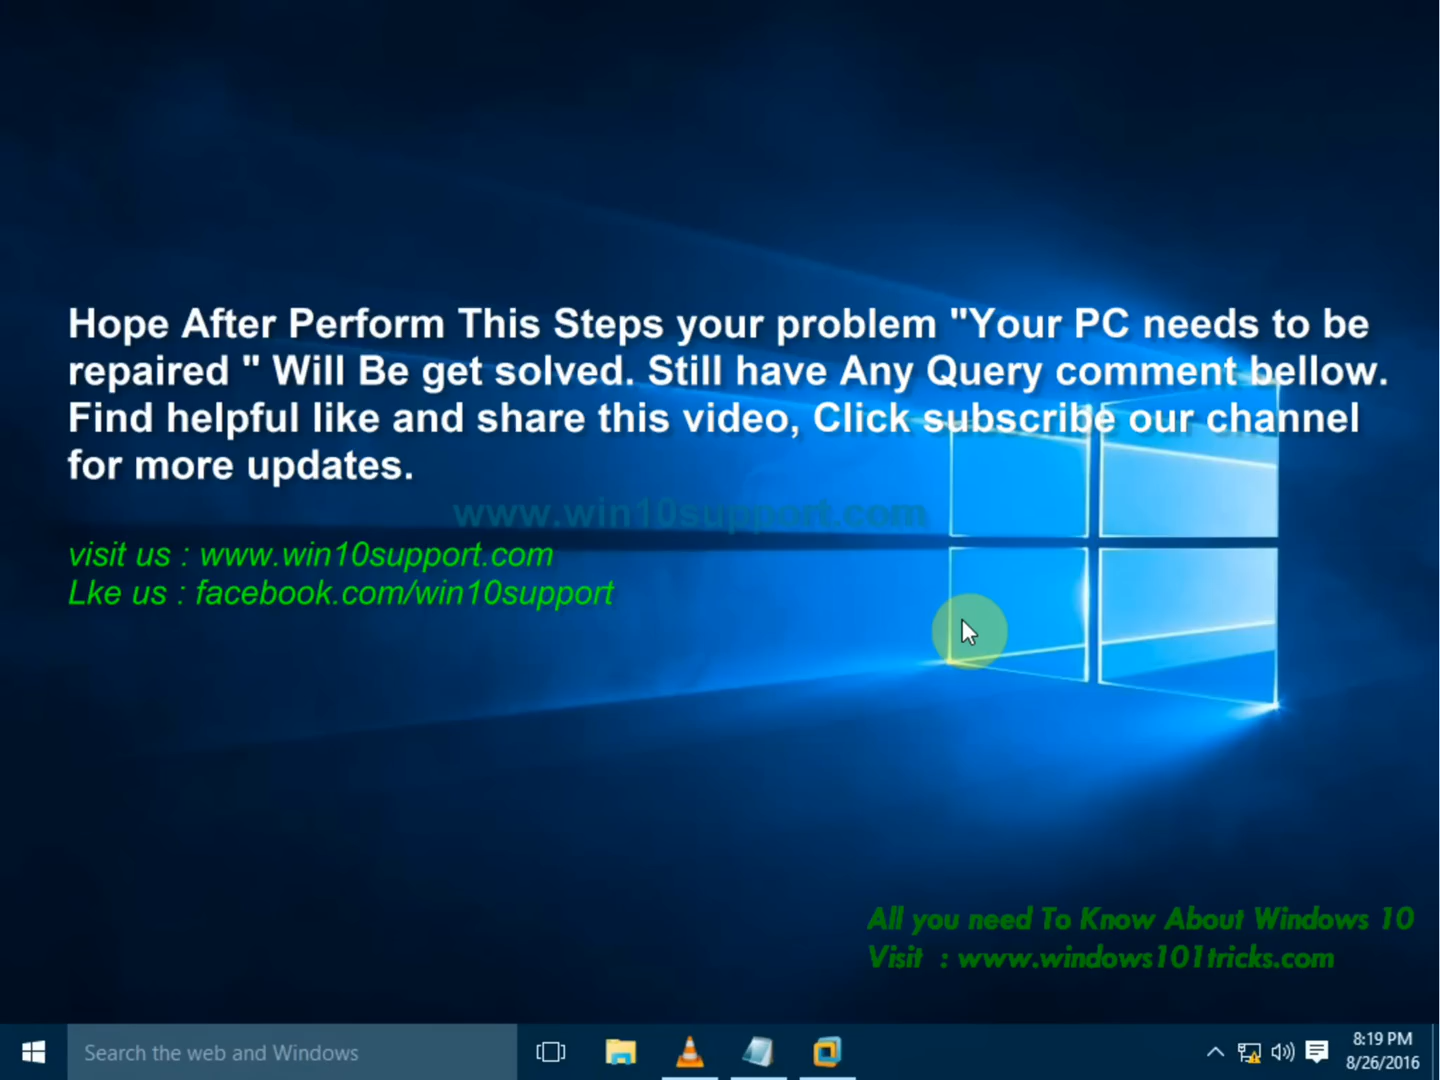 Hope After Perform This Steps your problem "Your PC needs to be
repaired " Will Be get solved. Still have Any Query comment bellow.
Find helpful like and share this video, Click subscribe our channel
for more updates.
www.win10support.com
visit us : www.win10support.com
Lke us : facebook.com/win10support
All you need To Know About Windows 10
Visit : www.windows101tricks.com
Search the web and Windows
8:19 PM
8/26/2016